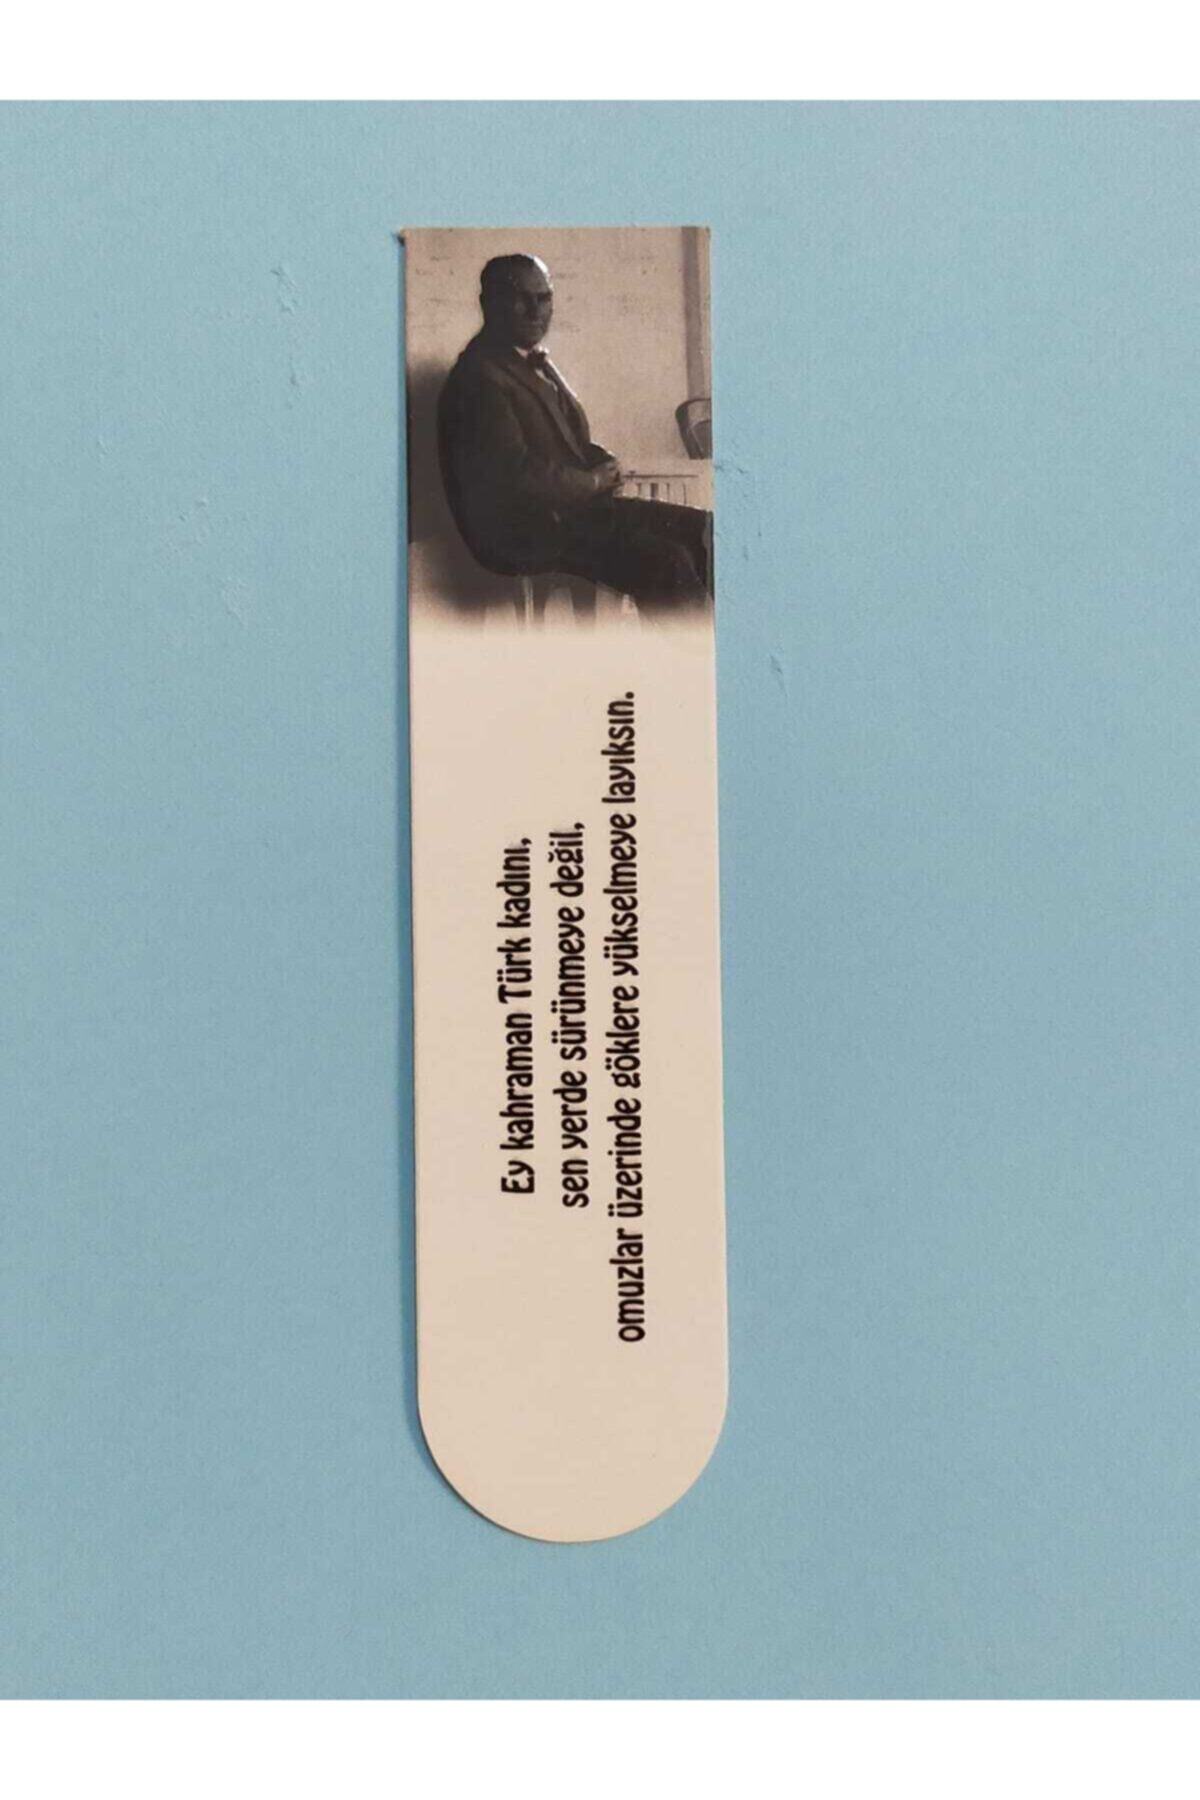 Ey kahraman Türk kadını,
sen yerde sürünmeye değil,
omuzlar üzerinde göklere yükselmeye layıksın.